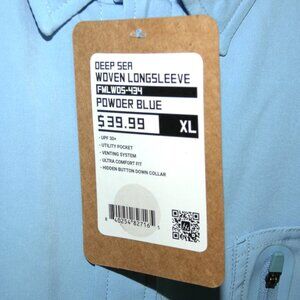 DEEP SEA
WOVEN LONGSLEEVE
FMLW05-434
POWDER BLUE
$39.99 XL
- UPF 30+
- UTILITY POCKET
- VENTING SYSTEM
- ULTRA COMFORT FIT
- HIDDEN BUTTON DOWN COLLAR